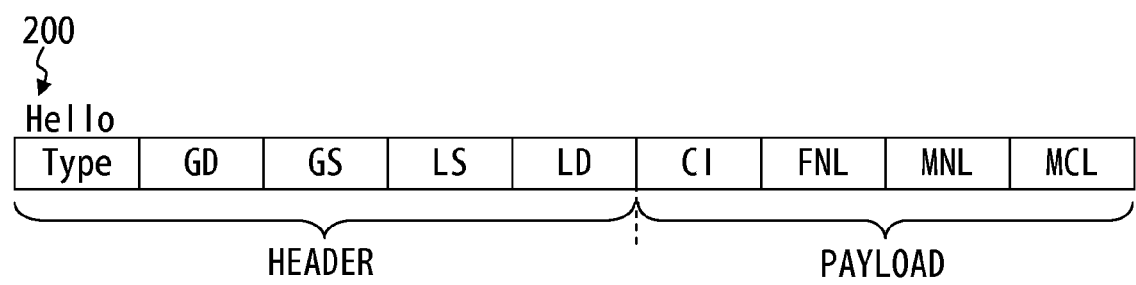 200
Hello
Type GD GS LS LD CI FNL MNL MCL
HEADER PAYLOAD